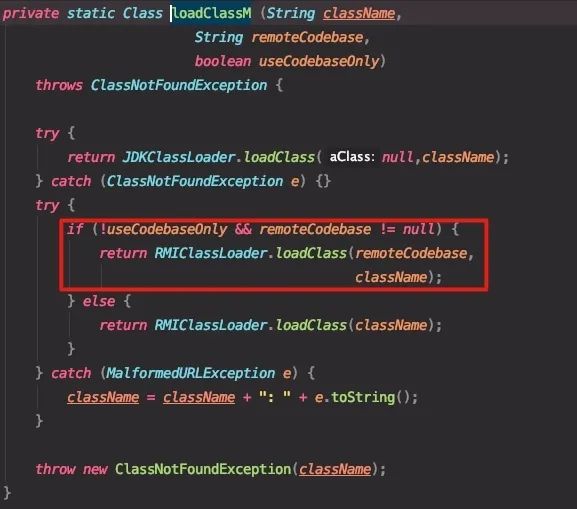 private static Class loadClassM (String className,
String remoteCodebase,
boolean useCodebaseOnly)
throws ClassNotFoundException {
try {
return JDKClassLoader.loadClass( aClass: null,className);
} catch (ClassNotFoundException e) {}
try {
if (!useCodebaseOnly && remoteCodebase != null) {
return RMIClassLoader.loadClass(remoteCodebase,
className);
} else {
return RMIClassLoader.loadClass(className);
}
} catch (MalformedURLException e) {
className = className + ": " + e.toString();
}
throw new ClassNotFoundException(className);
}